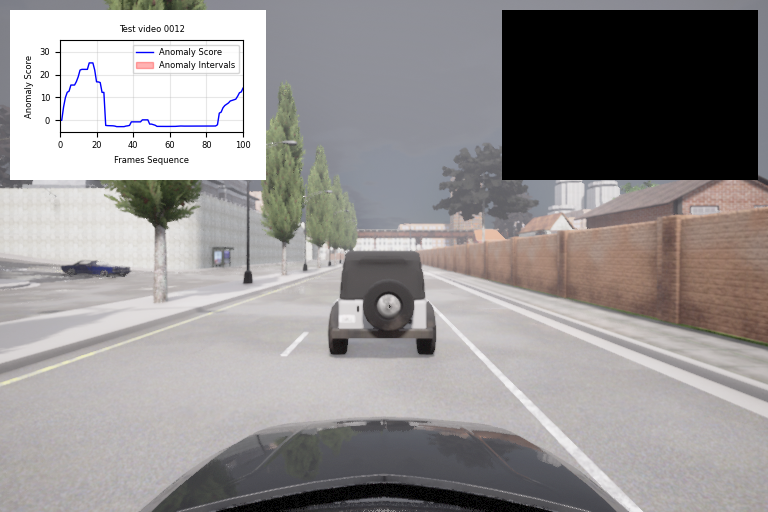 Test video 0012
Anomaly Score
Anomaly Intervals
30
20
10
0
Anomaly Score
0 20 40 60 80 100
Frames Sequence